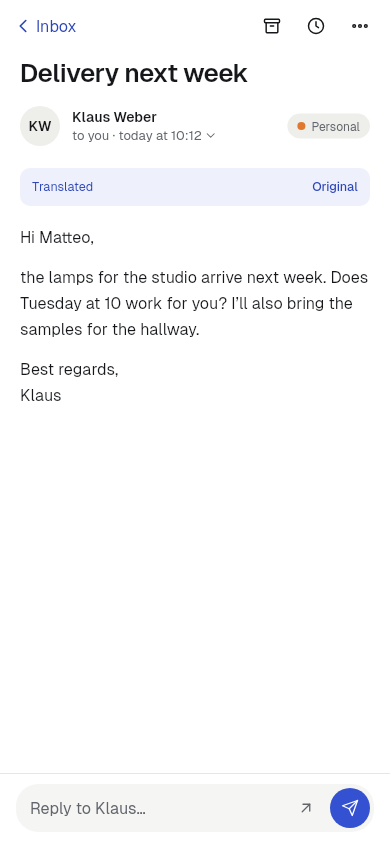 Inbox
Delivery next week
KW
Klaus Weber
to you · today at 10:12
Personal
Translated
Original
Hi Matteo,
the lamps for the studio arrive next week. Does
Tuesday at 10 work for you? I’ll also bring the
samples for the hallway.
Best regards,
Klaus
Reply to Klaus…